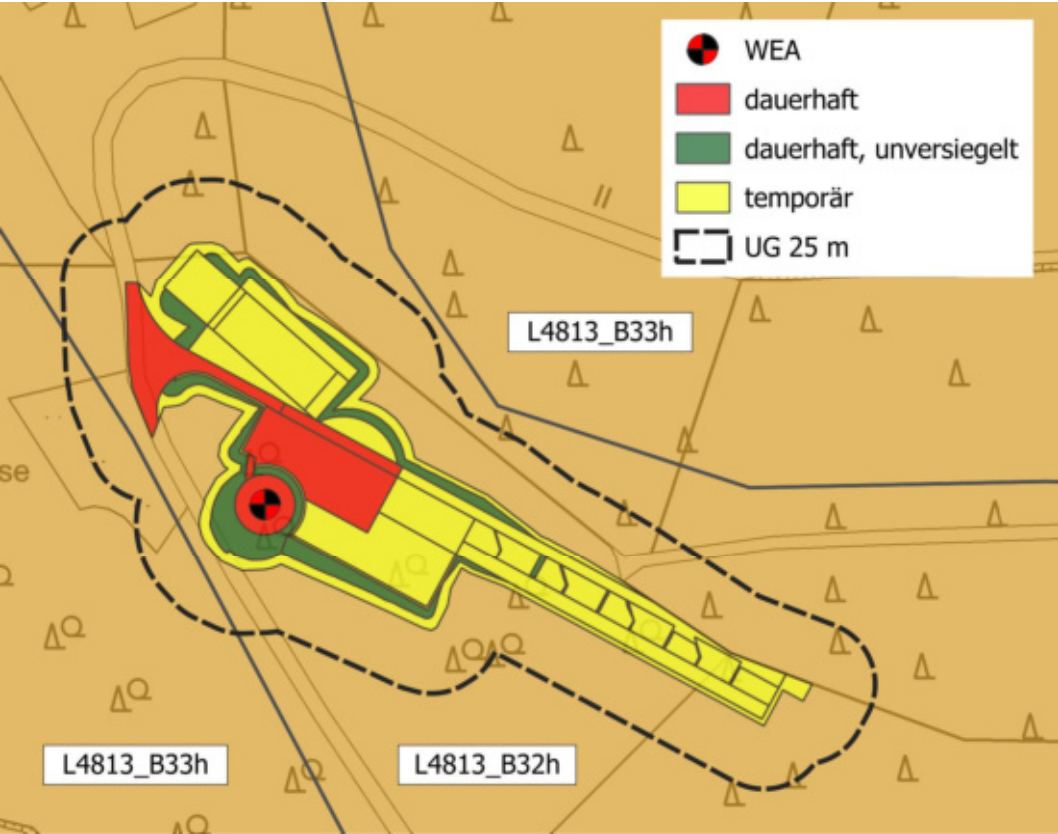 WEA
dauerhaft
dauerhaft, unversiegelt
temporär
UG 25 m
L4813_B33h
se
L4813_B33h
L4813_B32h